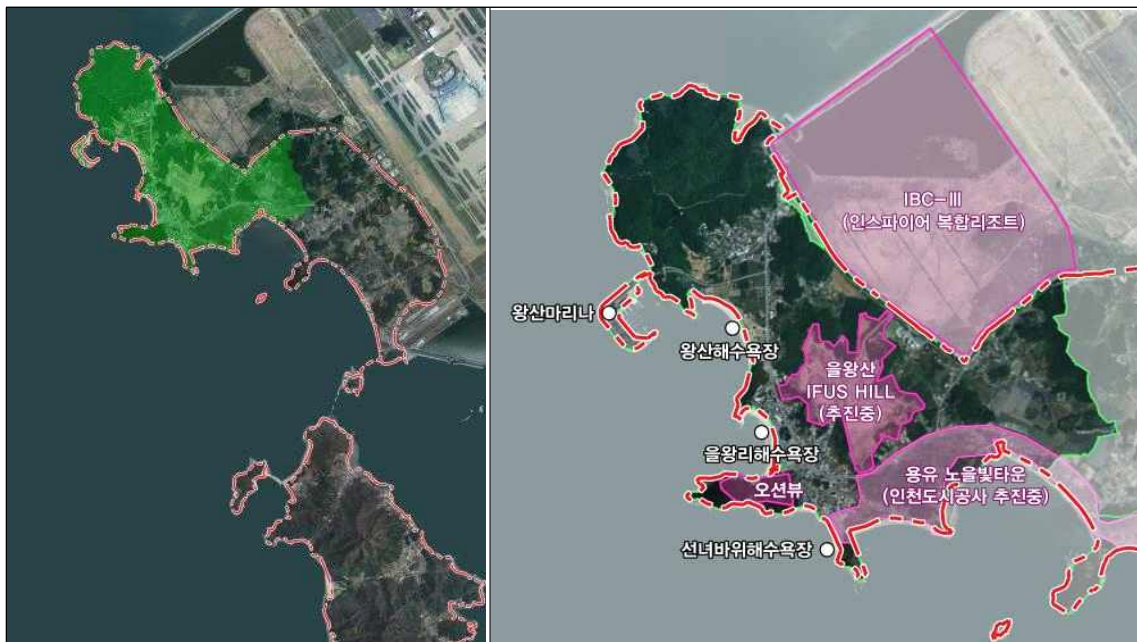 IBC-Ⅲ
(인스파이어 복합리조트)
왕산마리나
왕산해수욕장
을왕산
IFUS HILL
(추진중)
을왕리해수욕장
오션뷰
용유 노을빛타운
(인천도시공사 추진중)
선녀바위해수욕장